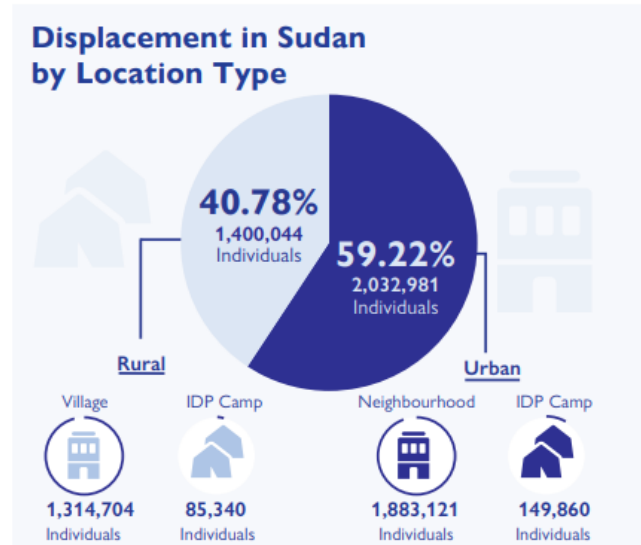 Displacement in Sudan
by Location Type
40.78%
1,400,044
Individuals
59.22%
2,032,981
Individuals
Rural
Urban
Village
IDP Camp
Neighbourhood
IDP Camp
1,314,704
85,340
1,883,121
149,860
Individuals
Individuals
Individuals
Individuals